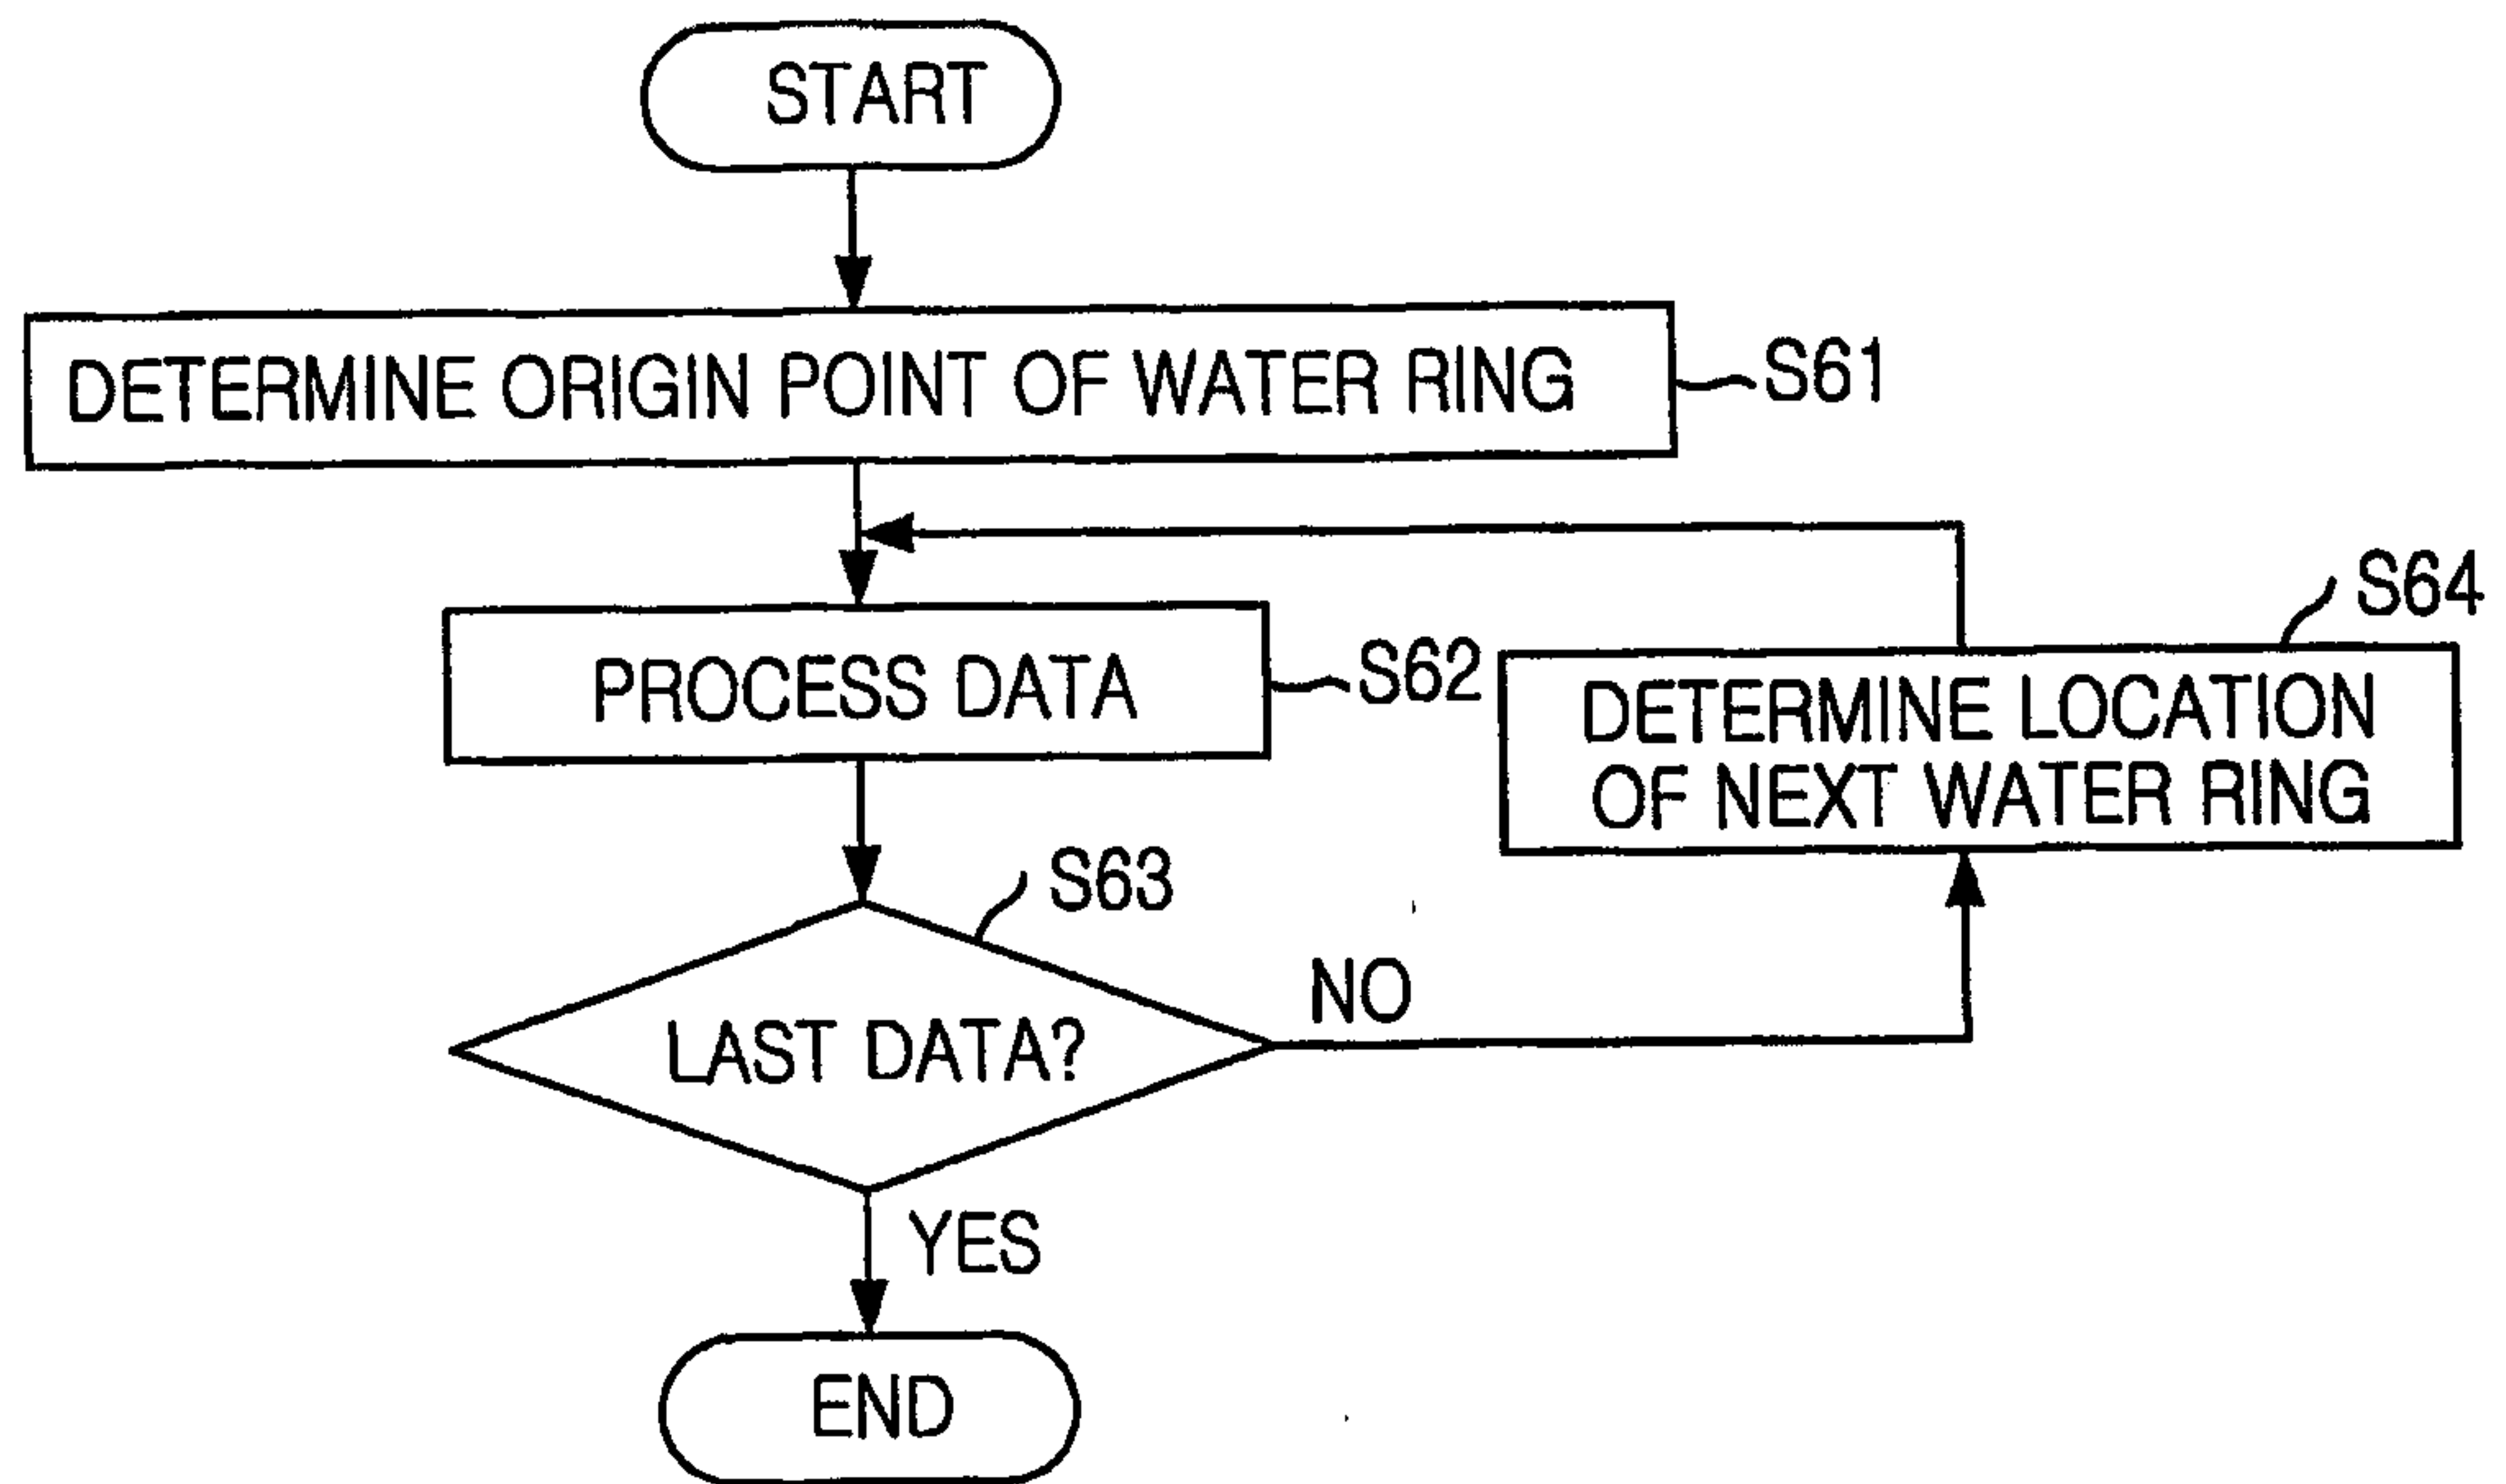 START
DETERMINE ORIGIN POINT OF WATER RING
S61
PROCESS DATA
S62
S64
DETERMINE LOCATION
OF NEXT WATER RING
S63
LAST DATA?
NO
YES
END